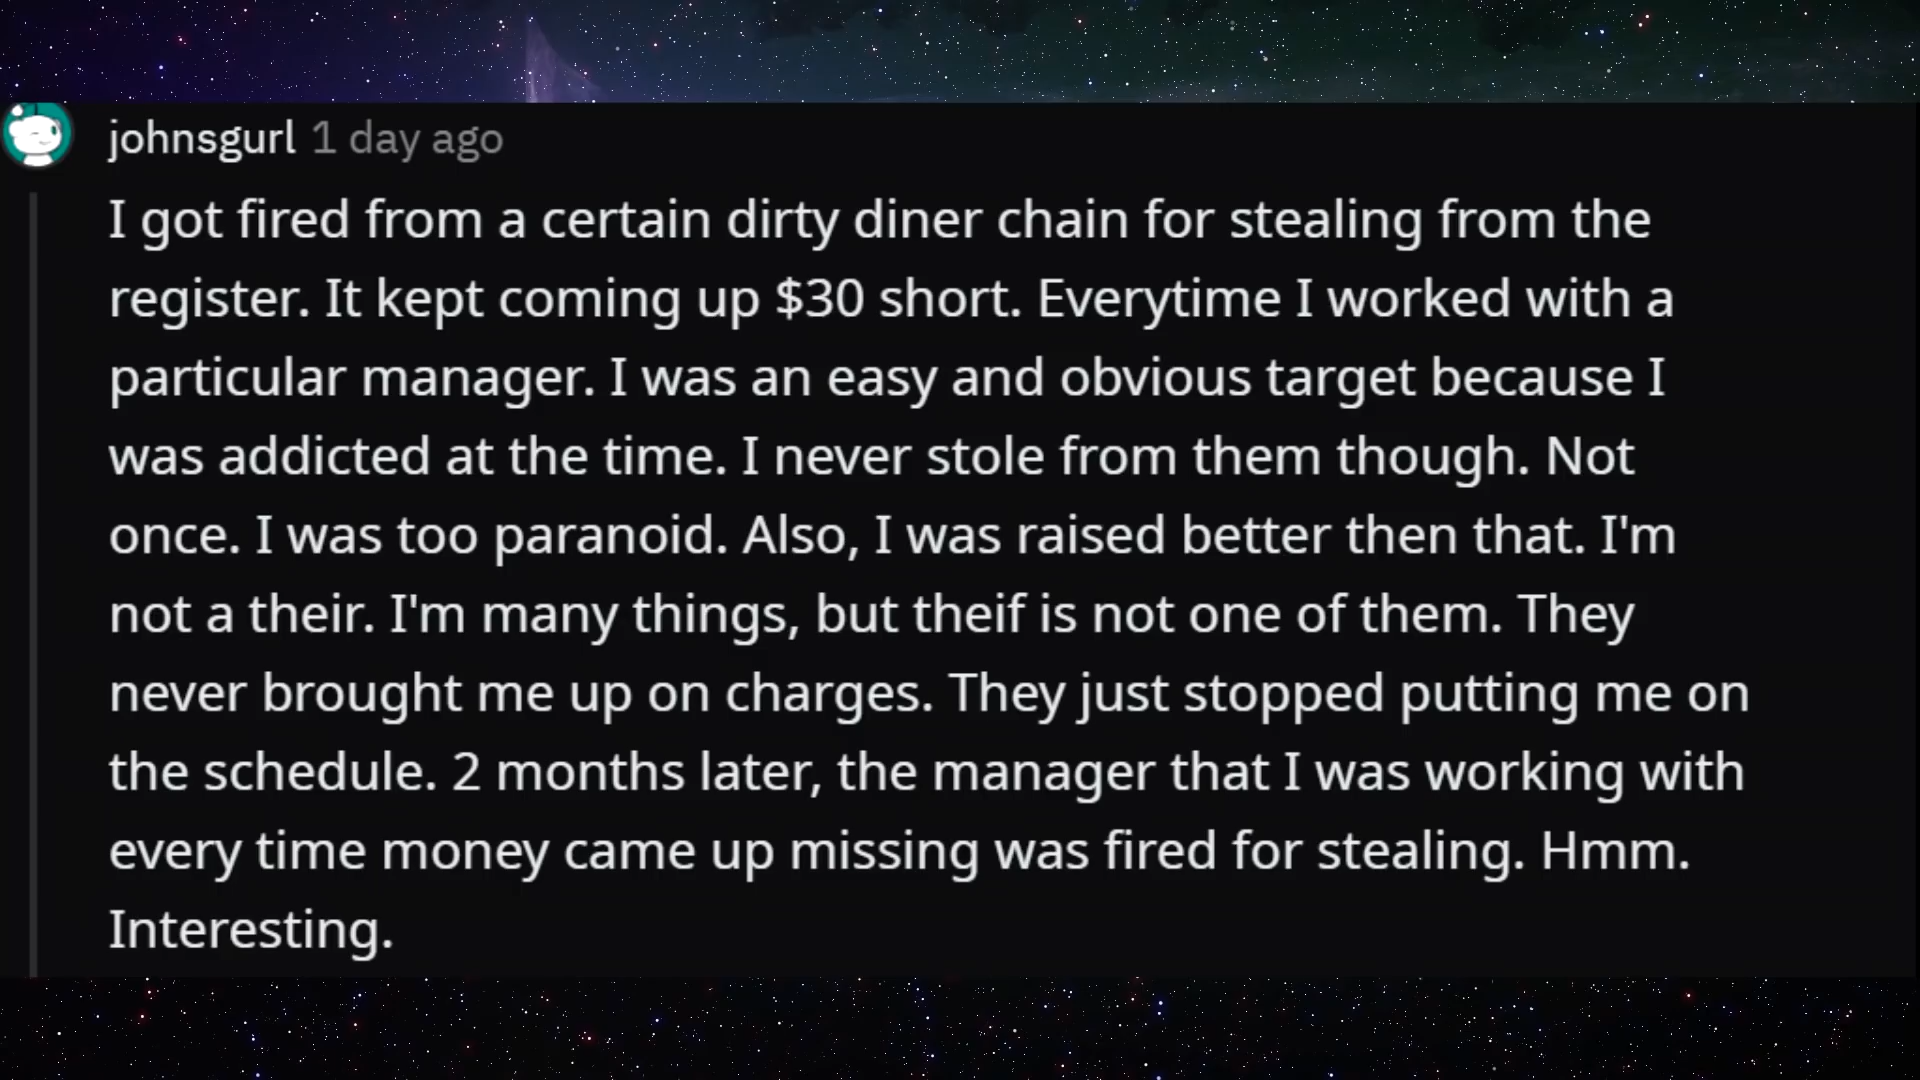 johnsgurl 1 day ago
I got fired from a certain dirty diner chain for stealing from the
register. It kept coming up $30 short. Everytime I worked with a
particular manager. I was an easy and obvious target because I
was addicted at the time. I never stole from them though. Not
once. I was too paranoid. Also, I was raised better then that. I'm
not a their. I'm many things, but theif is not one of them. They
never brought me up on charges. They just stopped putting me on
the schedule. 2 months later, the manager that I was working with
every time money came up missing was fired for stealing. Hmm.
Interesting.